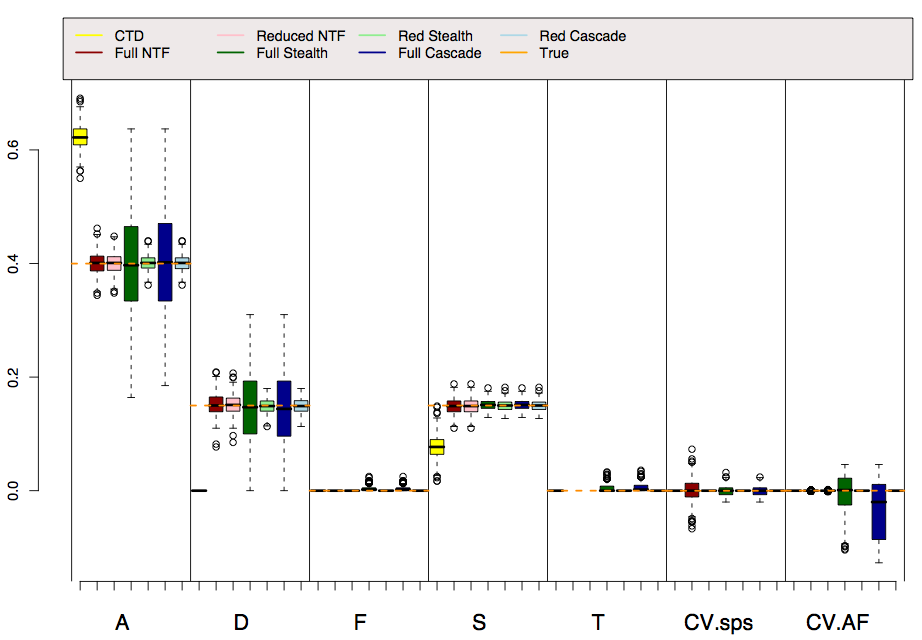 CTD Reduced NTF Red Stealth Red Cascade
Full NTF Full Stealth Full Cascade True
0.6
0.4
0.2
0.0
A D F S T CV.sps CV.AF